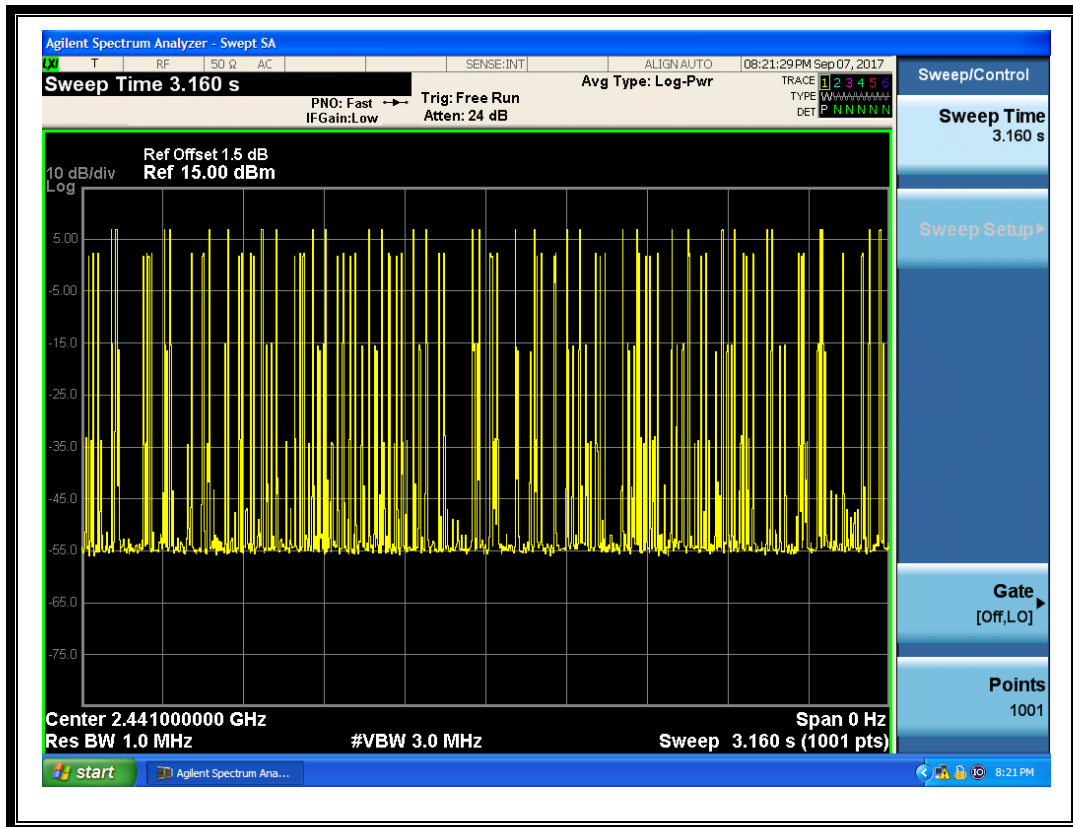 Agilent Spectrum Analyzer - Swept SA
LXI T RF 50 Ω AC SENSE:INT ALIGN AUTO 08:21:29 PM Sep 07, 2017
Sweep Time 3.160 s
PNO: Fast
IFGain:Low
Trig: Free Run
Atten: 24 dB
Avg Type: Log-Pwr
TRACE 1 2 3 4 5 6
TYPE WWWWWW
DET P N N N N N
Ref Offset 1.5 dB
10 dB/div Ref 15.00 dBm
Log
5.00
-5.00
-15.0
-25.0
-35.0
-45.0
-55.0
-65.0
-75.0
Center 2.441000000 GHz Span 0 Hz
Res BW 1.0 MHz #VBW 3.0 MHz Sweep 3.160 s (1001 pts)
Sweep/Control
Sweep Time
3.160 s
Sweep Setup
Gate
[Off,LO]
Points
1001
start Agilent Spectrum Ana... 8:21 PM